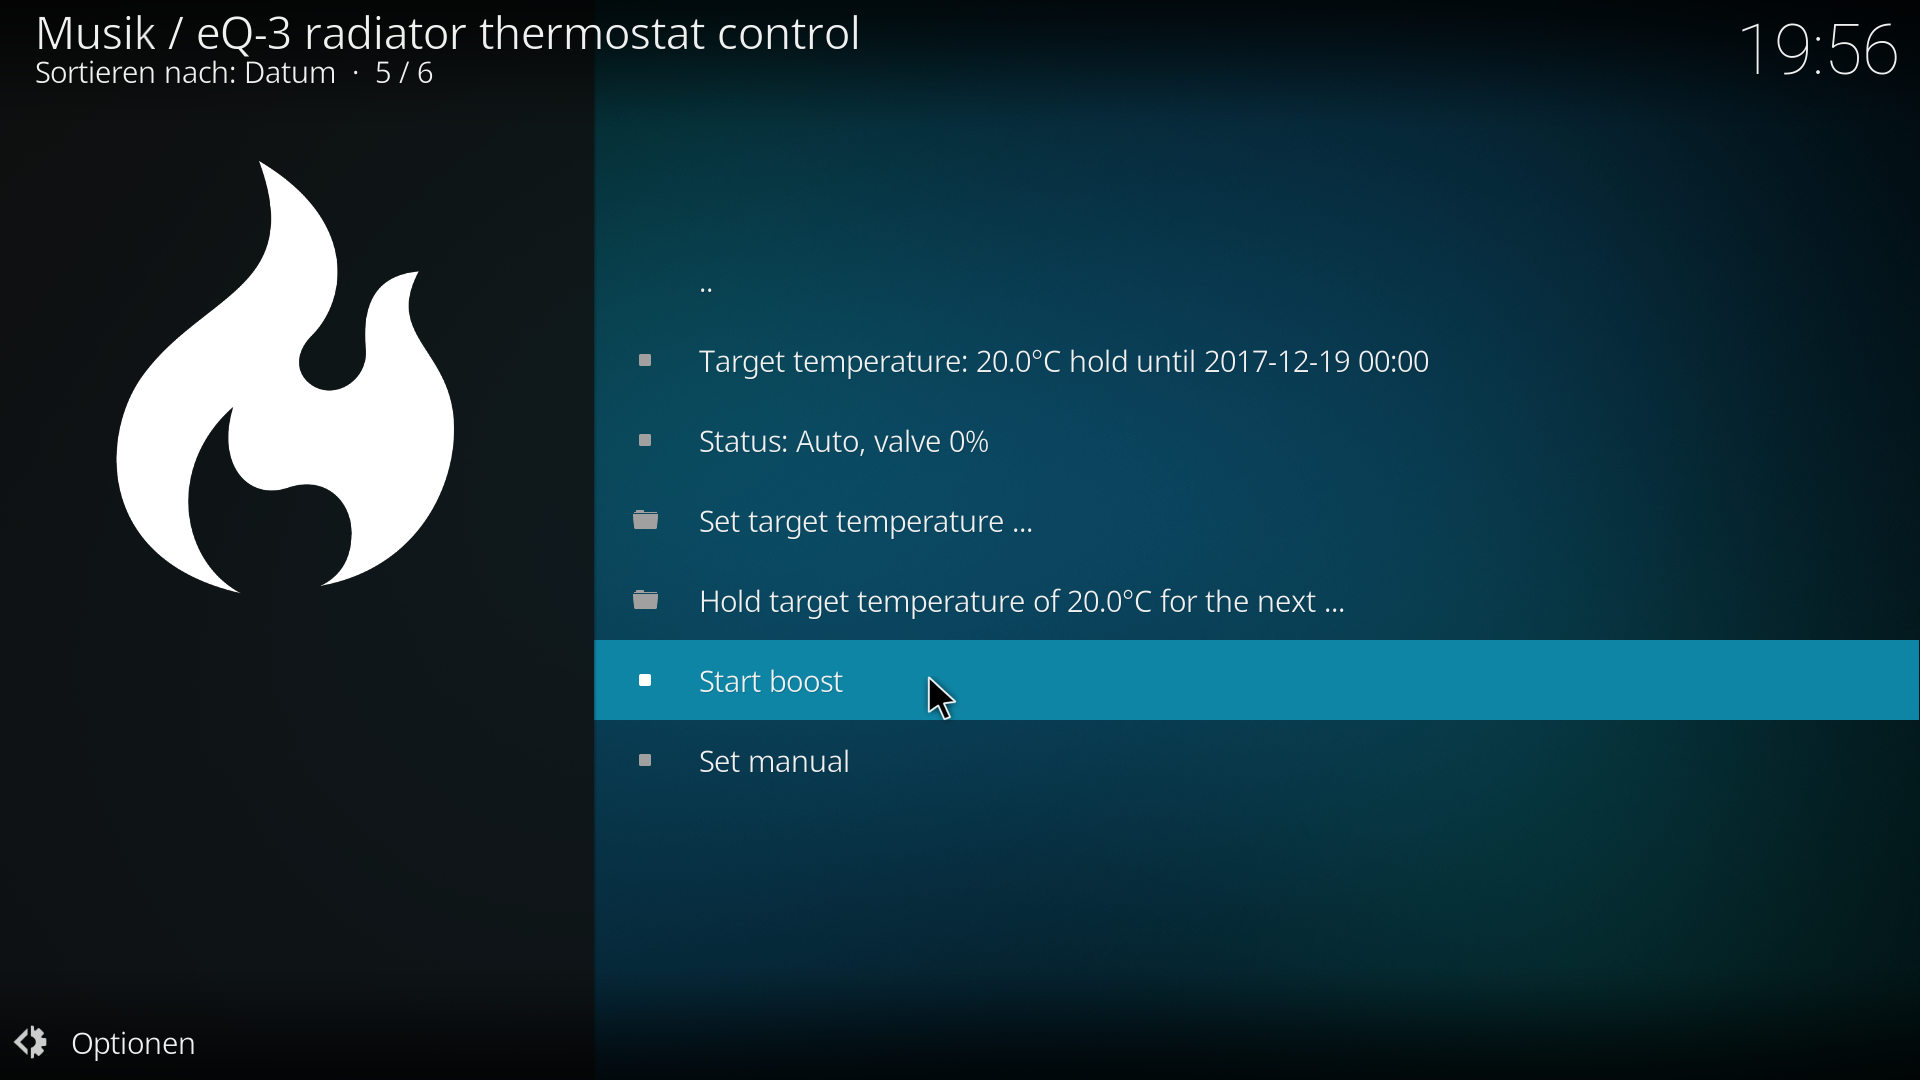 Musik / eQ-3 radiator thermostat control
Sortieren nach: Datum · 5 / 6
19:56
..
Target temperature: 20.0°C hold until 2017-12-19 00:00
Status: Auto, valve 0%
Set target temperature ...
Hold target temperature of 20.0°C for the next ...
Start boost
Set manual
Optionen